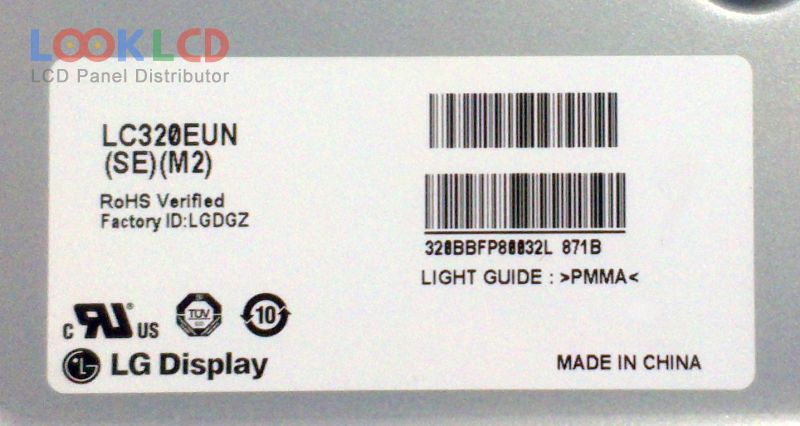 LOOKLCD
LCD Panel Distributor
LC320EUN
(SE)(M2)
RoHS Verified
Factory ID:LGDGZ
320BBFP80032L 871B
LIGHT GUIDE : >PMMA<
c RU US
TÜV
10
LG Display
MADE IN CHINA